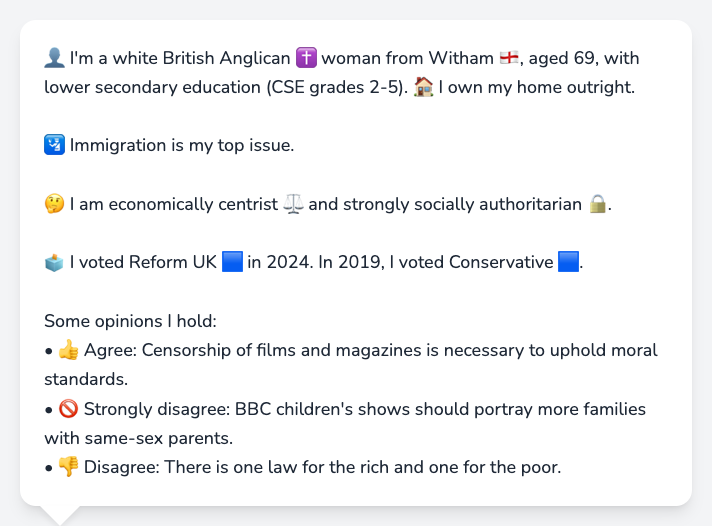 👤 I'm a white British Anglican ✝️ woman from Witham 🏴󠁧󠁢󠁥󠁮󠁧󠁿, aged 69, with
lower secondary education (CSE grades 2-5). 🏠 I own my home outright.
🛂 Immigration is my top issue.
🤔 I am economically centrist ⚖️ and strongly socially authoritarian 🔒.
🗳️ I voted Reform UK 🟦 in 2024. In 2019, I voted Conservative 🟦.
Some opinions I hold:
• 👍 Agree: Censorship of films and magazines is necessary to uphold moral
standards.
• 🚫 Strongly disagree: BBC children's shows should portray more families
with same-sex parents.
• 👎 Disagree: There is one law for the rich and one for the poor.